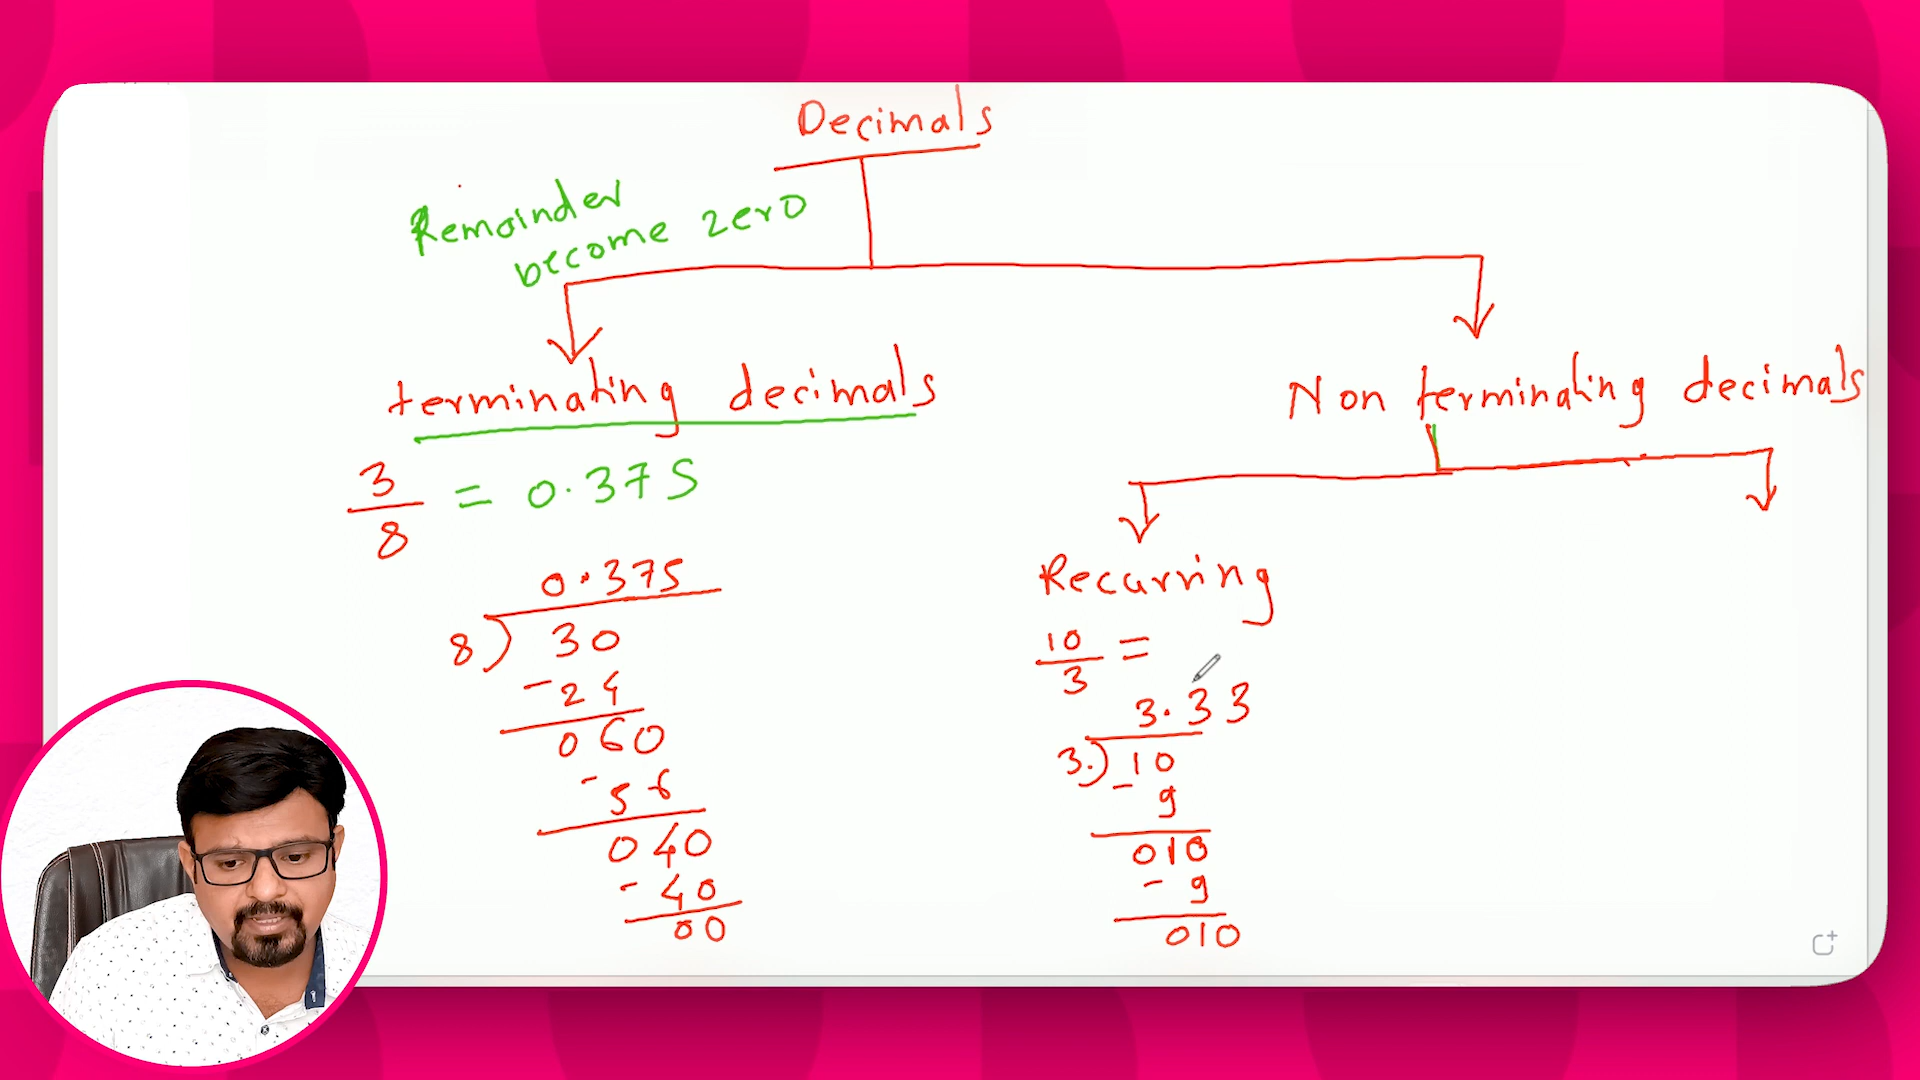 Decimals
Remainder
become zero
terminating decimals
Non terminating decimals
3/8 = 0.375
0.375
8) 30
- 24
060
- 56
040
- 40
00
Recurring
10/3 =
3.33
3.) 10
- 9
010
- 9
010